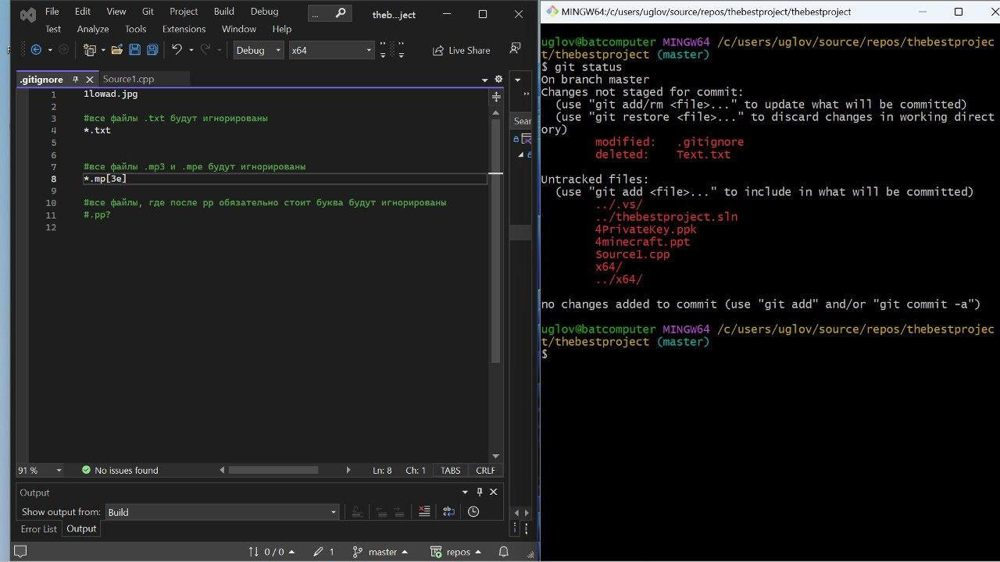 File Edit View Git Project Build Debug ... theb...ject
Test Analyze Tools Extensions Window Help
Debug x64 Live Share
.gitignore Source1.cpp
1 1lowad.jpg
2
3 #все файлы .txt будут игнорированы
4 *.txt
5
6
7 #все файлы .mp3 и .mpe будут игнорированы
8 *.mp[3e]
9
10 #все файлы, где после pp обязательно стоит буква будут игнорированы
11 #.pp?
12
Sear
91 % No issues found Ln: 8 Ch: 1 TABS CRLF
Output
Show output from: Build
Error List Output
0 / 0 1 master repos
MINGW64:/c/users/uglov/source/repos/thebestproject/thebestproject
uglov@batcomputer MINGW64 /c/users/uglov/source/repos/thebestprojec
t/thebestproject (master)
$ git status
On branch master
Changes not staged for commit:
(use "git add/rm <file>..." to update what will be committed)
(use "git restore <file>..." to discard changes in working direct
ory)
modified: .gitignore
deleted: Text.txt
Untracked files:
(use "git add <file>..." to include in what will be committed)
../.vs/
../thebestproject.sln
4PrivateKey.ppk
4minecraft.ppt
Source1.cpp
x64/
../x64/
no changes added to commit (use "git add" and/or "git commit -a")
uglov@batcomputer MINGW64 /c/users/uglov/source/repos/thebestprojec
t/thebestproject (master)
$